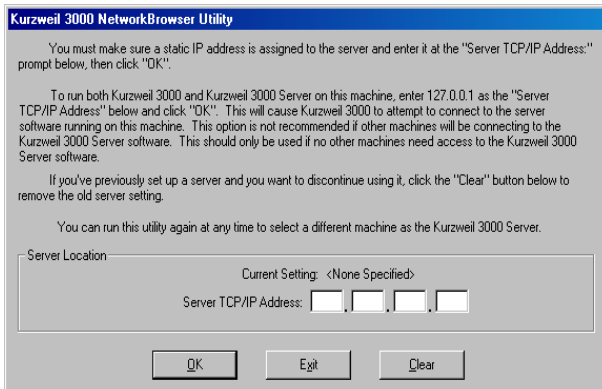 Kurzweil 3000 NetworkBrowser Utility
You must make sure a static IP address is assigned to the server and enter it at the "Server TCP/IP Address:"
prompt below, then click "OK".
To run both Kurzweil 3000 and Kurzweil 3000 Server on this machine, enter 127.0.0.1 as the "Server
TCP/IP Address" below and click "OK". This will cause Kurzweil 3000 to attempt to connect to the server
software running on this machine. This option is not recommended if other machines will be connecting to the
Kurzweil 3000 Server software. This should only be used if no other machines need access to the Kurzweil 3000
Server software.
If you've previously set up a server and you want to discontinue using it, click the "Clear" button below to
remove the old server setting.
You can run this utility again at any time to select a different machine as the Kurzweil 3000 Server.
Server Location
Current Setting: <None Specified>
Server TCP/IP Address: . . .
OK Exit Clear